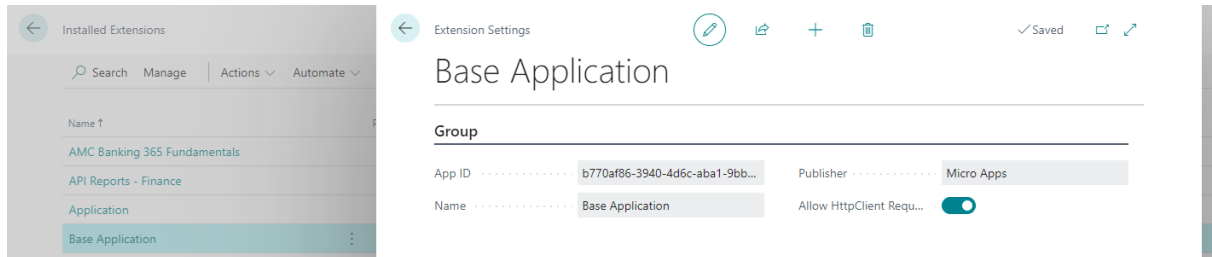 Installed Extensions
Search Manage Actions Automate
Name ↑
AMC Banking 365 Fundamentals
API Reports - Finance
Application
Base Application
Extension Settings
Saved
Base Application
Group
App ID b770af86-3940-4d6c-aba1-9bb... Publisher Micro Apps
Name Base Application Allow HttpClient Requ...